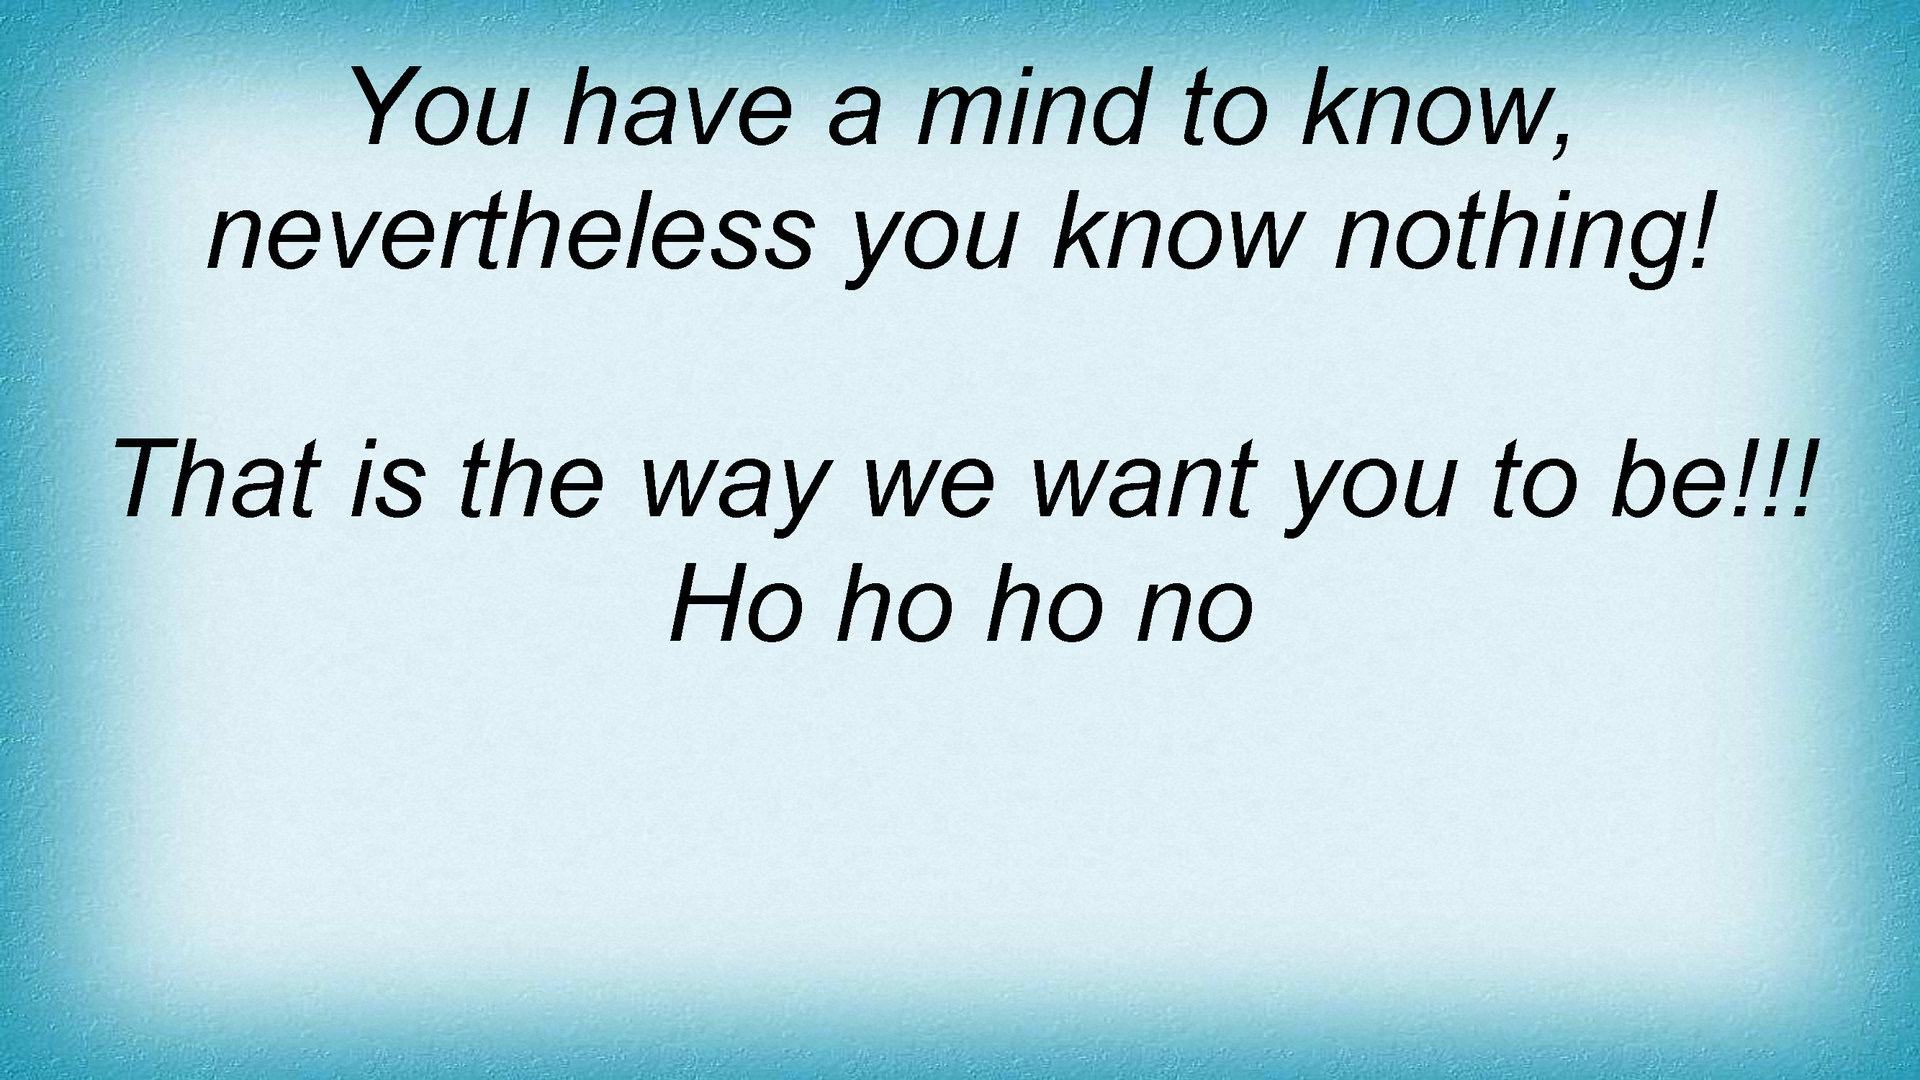 You have a mind to know,
nevertheless you know nothing!
That is the way we want you to be!!!
Ho ho ho no